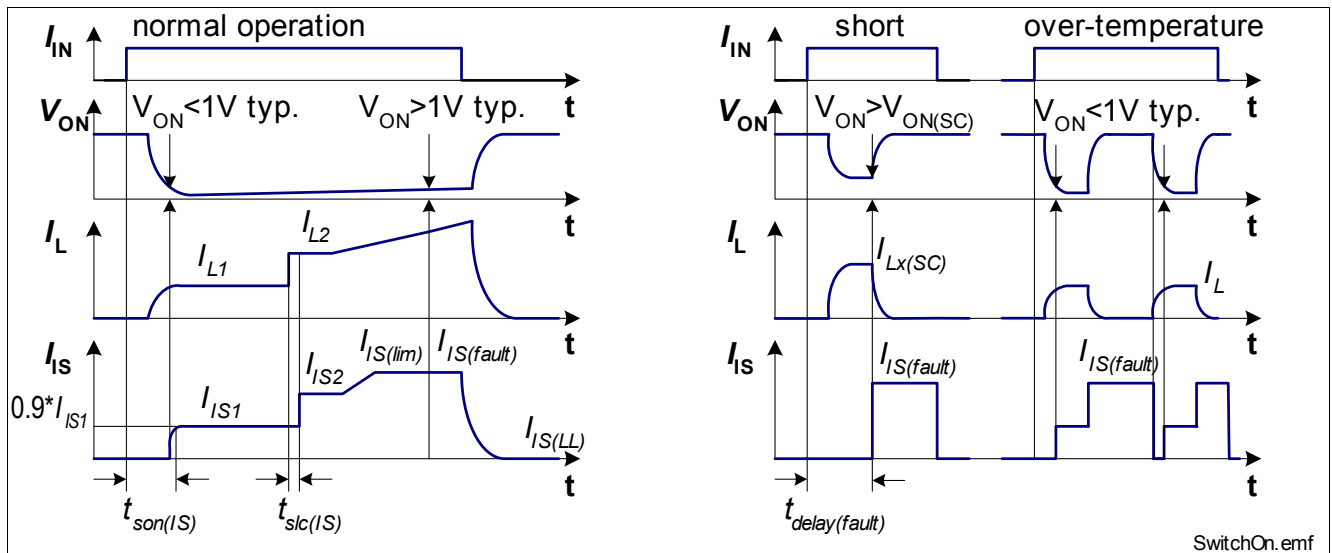 normal operation
short
over-temperature
I_IN
t
I_IN
t
V_ON
V_ON<1V typ.
V_ON>1V typ.
t
V_ON
V_ON>V_ON(SC)
V_ON<1V typ.
t
I_L
I_L1
I_L2
t
I_L
I_Lx(SC)
I_L
t
I_IS
0.9*I_IS1
I_IS1
I_IS2
I_IS(lim)
I_IS(fault)
I_IS(LL)
t
I_IS
I_IS(fault)
I_IS(fault)
t
t_son(IS)
t_slc(IS)
t_delay(fault)
SwitchOn.emf